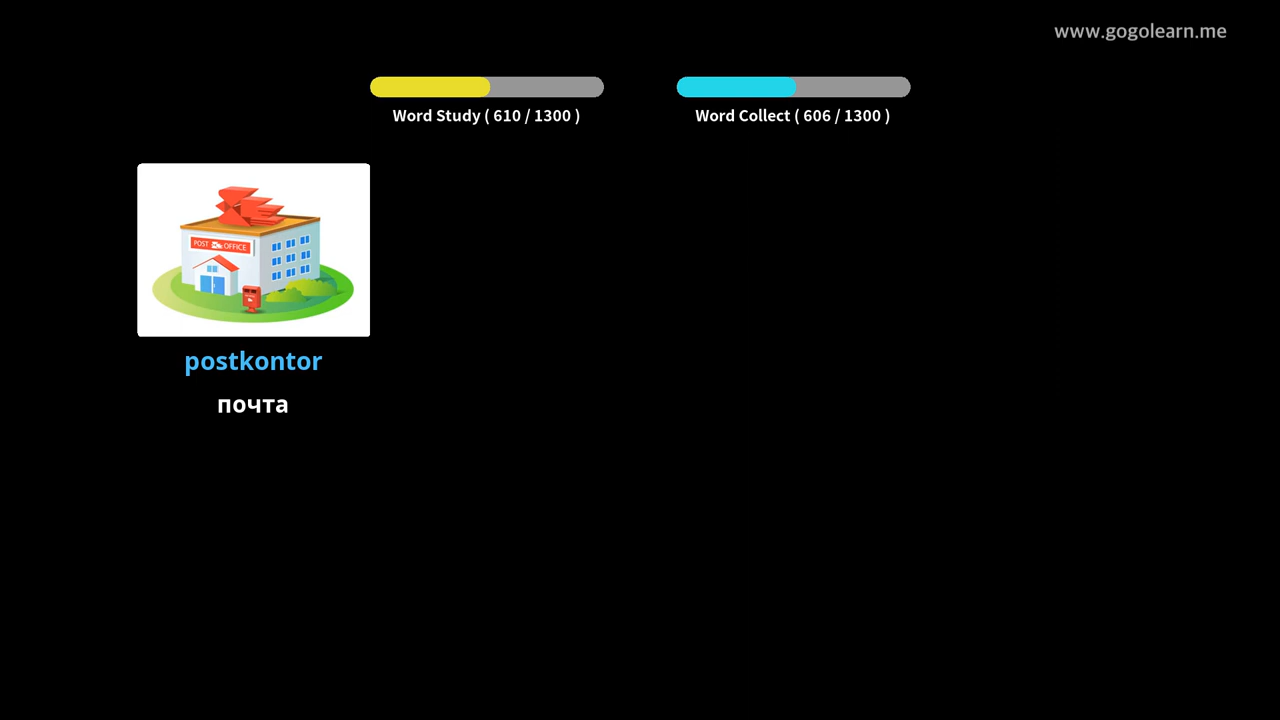 www.gogolearn.me
Word Study ( 610 / 1300 )
Word Collect ( 606 / 1300 )
POST OFFICE
postkontor
почта